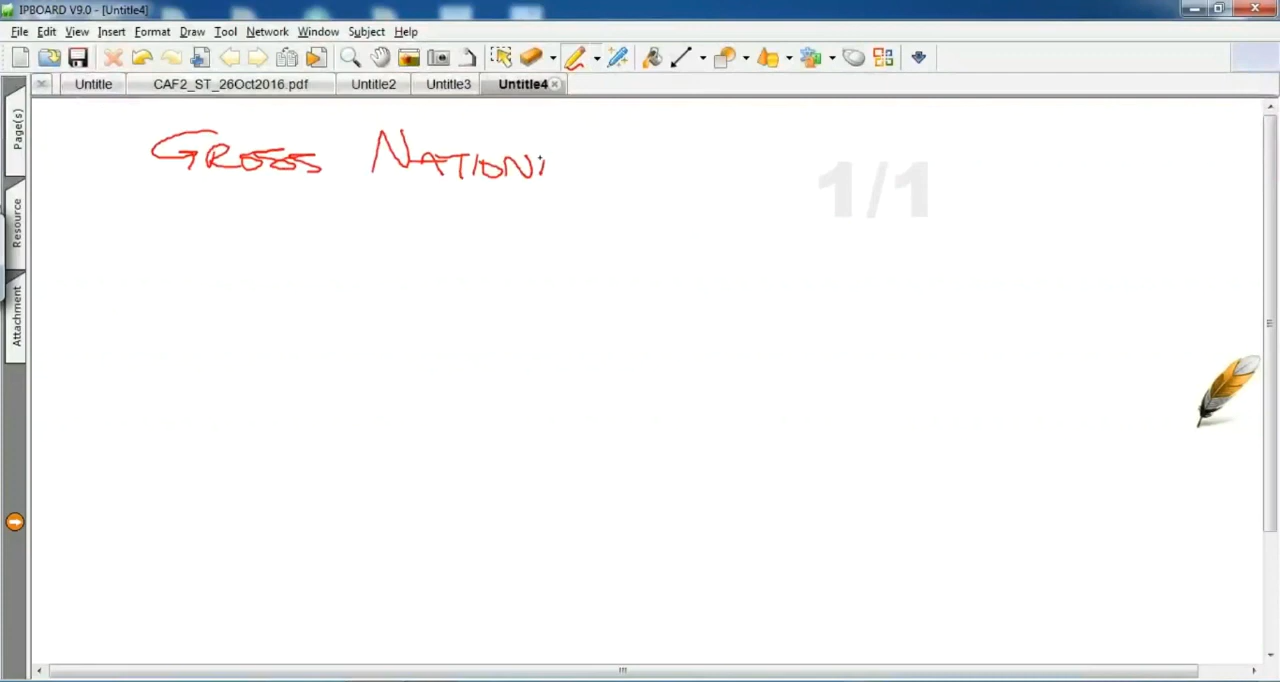 IPBOARD V9.0 - [Untitle4]
File Edit View Insert Format Draw Tool Network Window Subject Help
Untitle CAF2_ST_26Oct2016.pdf Untitle2 Untitle3 Untitle4
Page(s)
Resource
Attachment
GROSS NATION
1/1